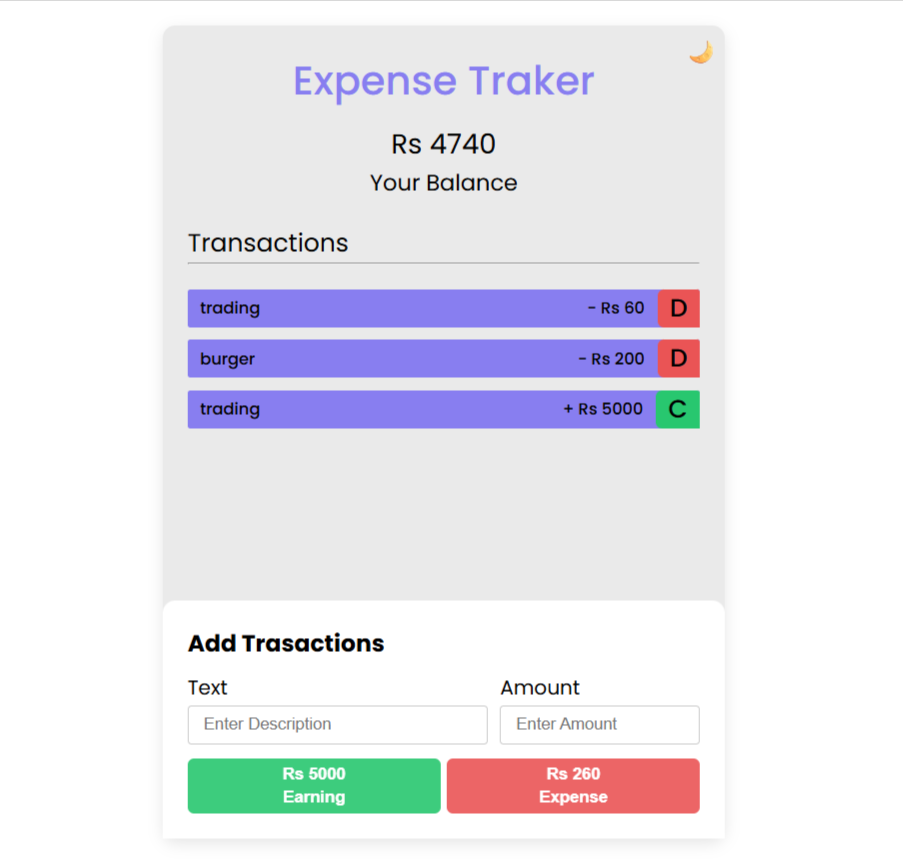 Expense Traker
Rs 4740
Your Balance
Transactions
trading - Rs 60 D
burger - Rs 200 D
trading + Rs 5000 C
Add Trasactions
Text Amount
Enter Description Enter Amount
Rs 5000 Rs 260
Earning Expense